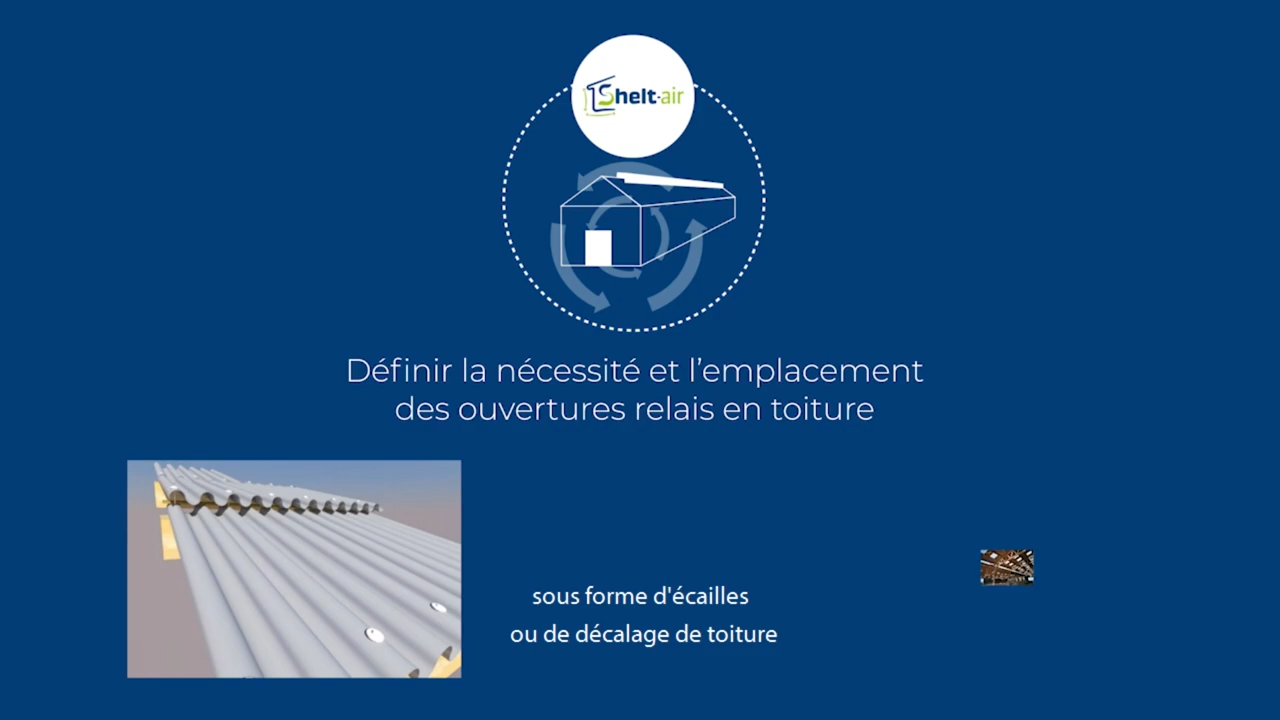 Shelt-air
Définir la nécessité et l’emplacement
des ouvertures relais en toiture
sous forme d'écailles
ou de décalage de toiture